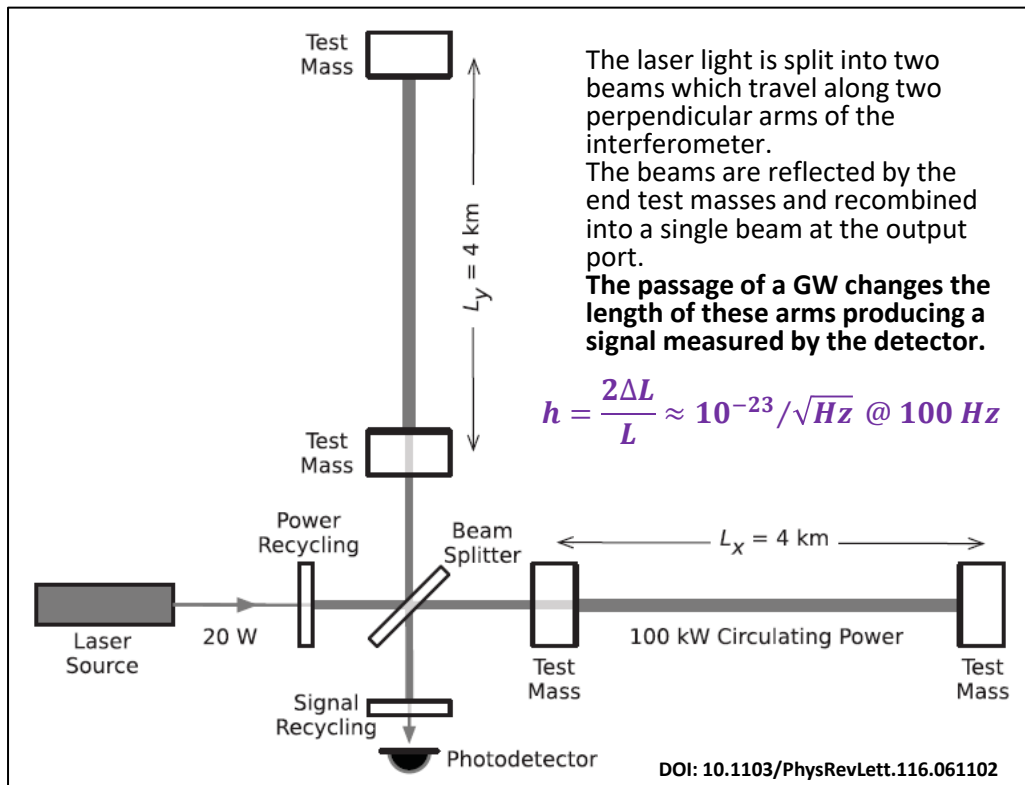 Test
Mass
The laser light is split into two
beams which travel along two
perpendicular arms of the
interferometer.
The beams are reflected by the
end test masses and recombined
into a single beam at the output
port.
The passage of a GW changes the
length of these arms producing a
signal measured by the detector.
L_y = 4 km
h = 2ΔL/L ≈ 10^{-23}/√Hz @ 100 Hz
Test
Mass
Power
Recycling
Beam
Splitter
L_x = 4 km
Laser
Source
20 W
100 kW Circulating Power
Test
Mass
Test
Mass
Signal
Recycling
Photodetector
DOI: 10.1103/PhysRevLett.116.061102